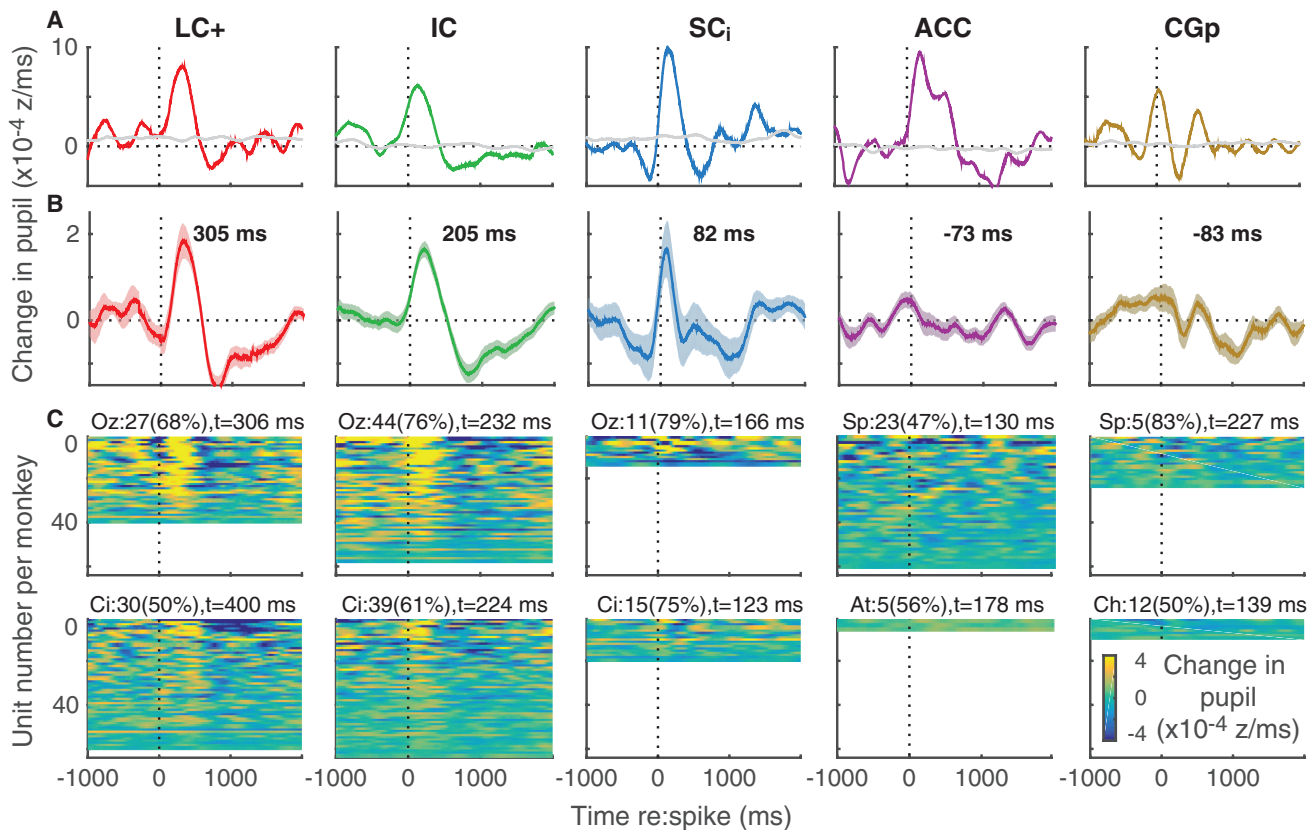 A
LC+
IC
SCi
ACC
CGp
Change in pupil (x10-4 z/ms)
10
0
B
305 ms
205 ms
82 ms
-73 ms
-83 ms
2
0
C
Oz:27(68%),t=306 ms
Oz:44(76%),t=232 ms
Oz:11(79%),t=166 ms
Sp:23(47%),t=130 ms
Sp:5(83%),t=227 ms
Unit number per monkey
0
40
Ci:30(50%),t=400 ms
Ci:39(61%),t=224 ms
Ci:15(75%),t=123 ms
At:5(56%),t=178 ms
Ch:12(50%),t=139 ms
0
40
4
0
-4
Change in
pupil
(x10-4 z/ms)
-1000 0 1000 -1000 0 1000 -1000 0 1000 -1000 0 1000 -1000 0 1000
Time re:spike (ms)